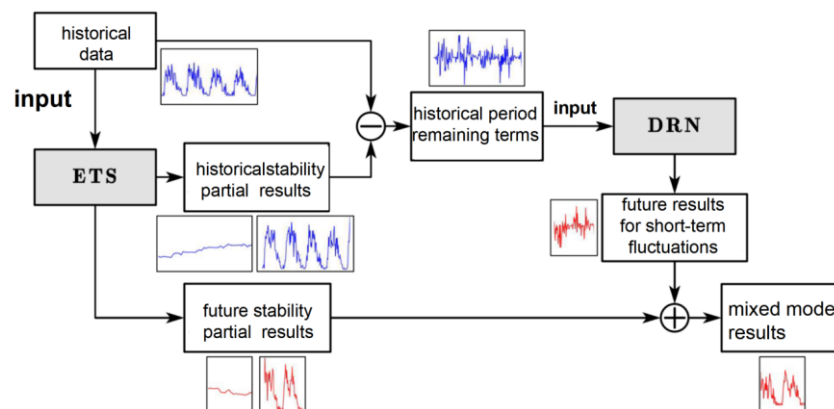 historical
data
input
ETS
historicalstability
partial results
historical period
remaining terms
input
DRN
future results
for short-term
fluctuations
future stability
partial results
mixed model
results